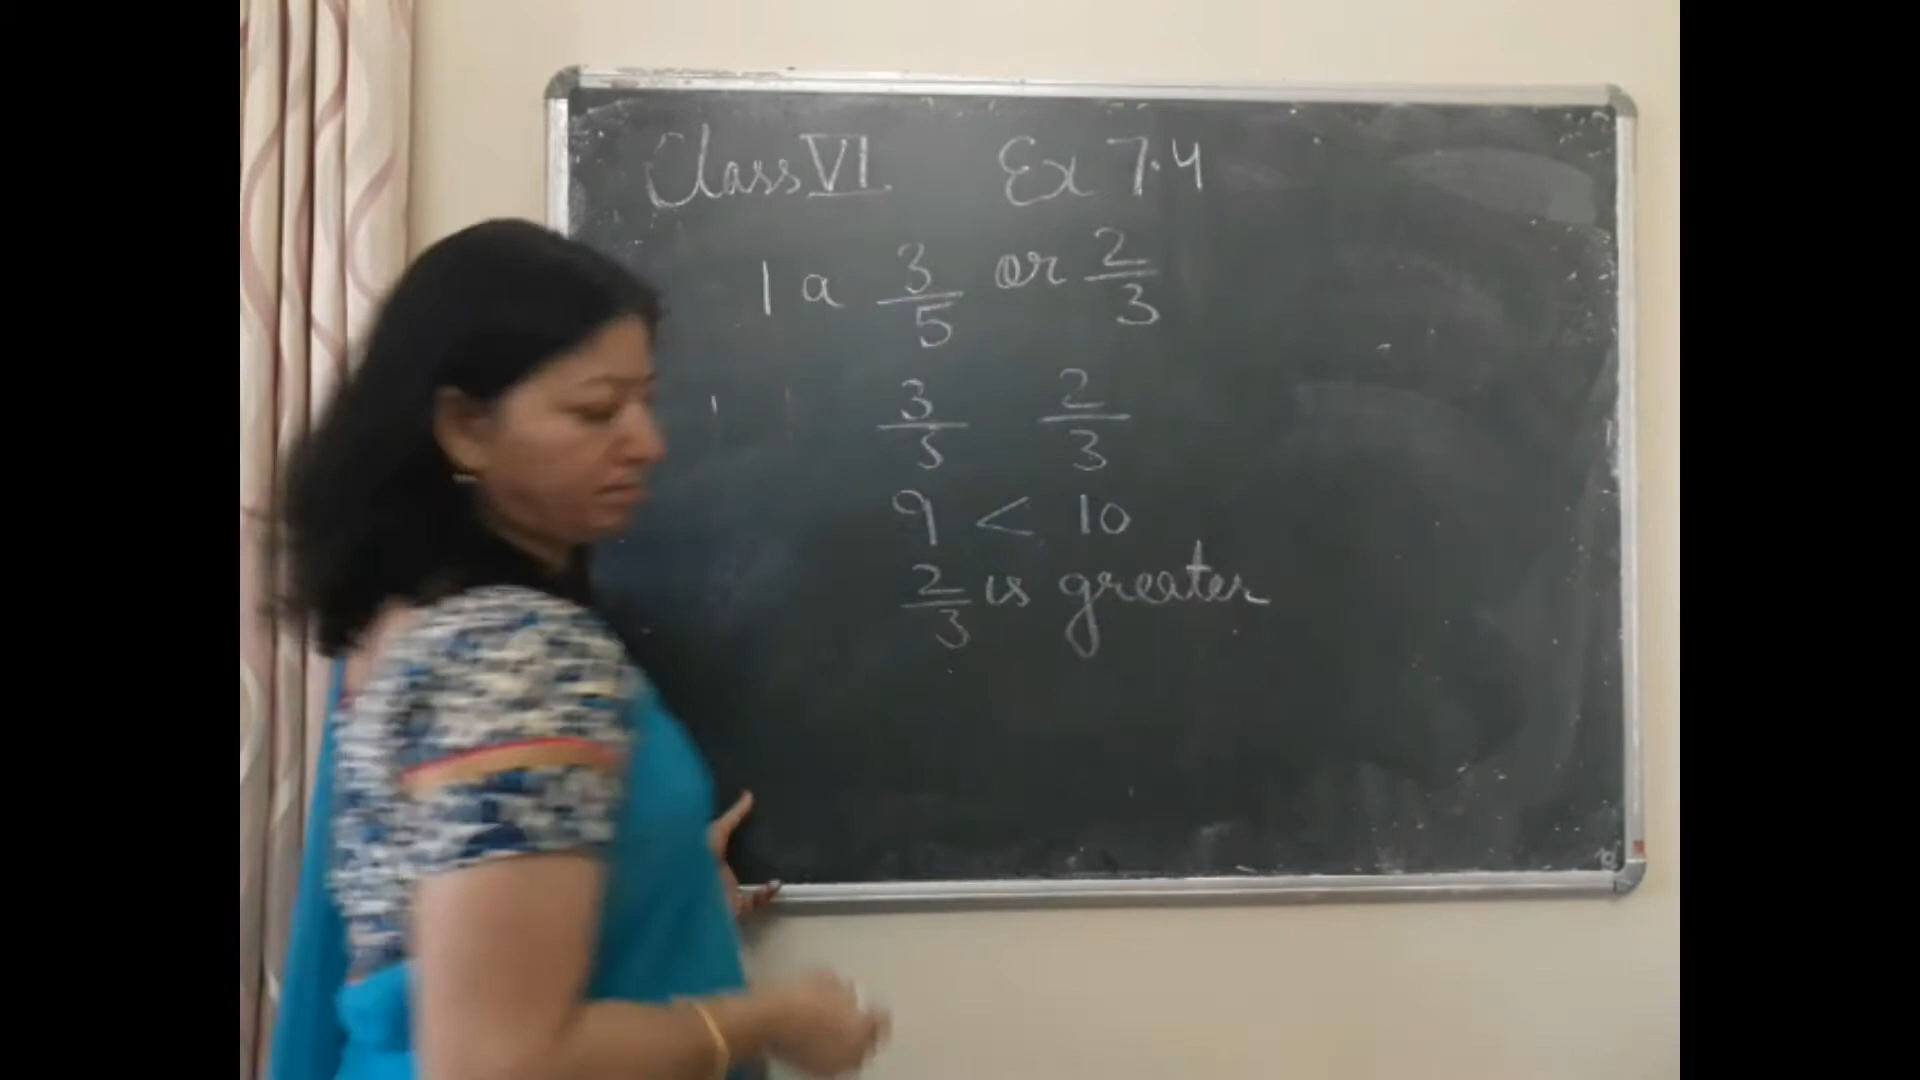 Class VI Ex 7.4
1 a 3/5 or 2/3
3/5 2/3
9 < 10
2/3 is greater